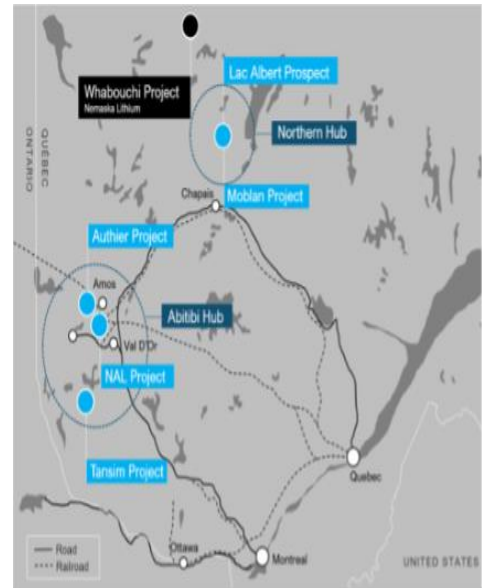 Lac Albert Prospect
Whabouchi Project
Nemaska Lithium
Northern Hub
ONTARIO
QUÉBEC
Chapais
Moblan Project
Authier Project
Amos
Abitibi Hub
Val D'Or
NAL Project
Tansim Project
Quebec
Road
Railroad
Ottawa
Montreal
UNITED STATES